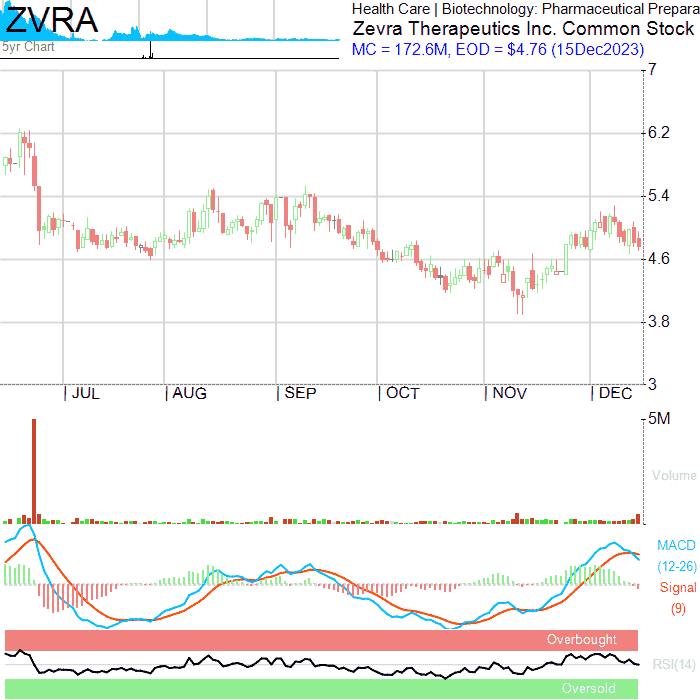 ZVRA
5yr Chart
Health Care | Biotechnology: Pharmaceutical Prepara
Zevra Therapeutics Inc. Common Stock
MC = 172.6M, EOD = $4.76 (15Dec2023)
7
6.2
5.4
4.6
3.8
3
JUL
AUG
SEP
OCT
NOV
DEC
5M
Volume
MACD
(12-26)
Signal
(9)
Overbought
RSI(14)
Oversold